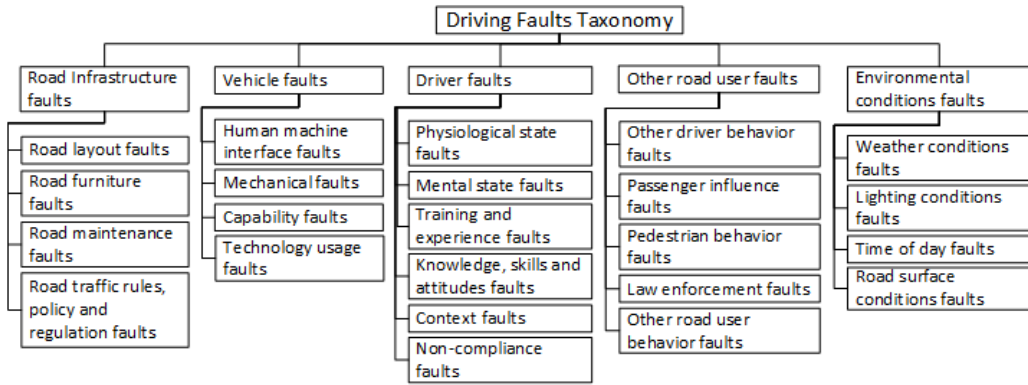 Driving Faults Taxonomy
Road Infrastructure
faults
Road layout faults
Road furniture
faults
Road maintenance
faults
Road traffic rules,
policy and
regulation faults
Vehicle faults
Human machine
interface faults
Mechanical faults
Capability faults
Technology usage
faults
Driver faults
Physiological state
faults
Mental state faults
Training and
experience faults
Knowledge, skills and
attitudes faults
Context faults
Non-compliance
faults
Other road user faults
Other driver behavior
faults
Passenger influence
faults
Pedestrian behavior
faults
Law enforcement faults
Other road user
behavior faults
Environmental
conditions faults
Weather conditions
faults
Lighting conditions
faults
Time of day faults
Road surface
conditions faults